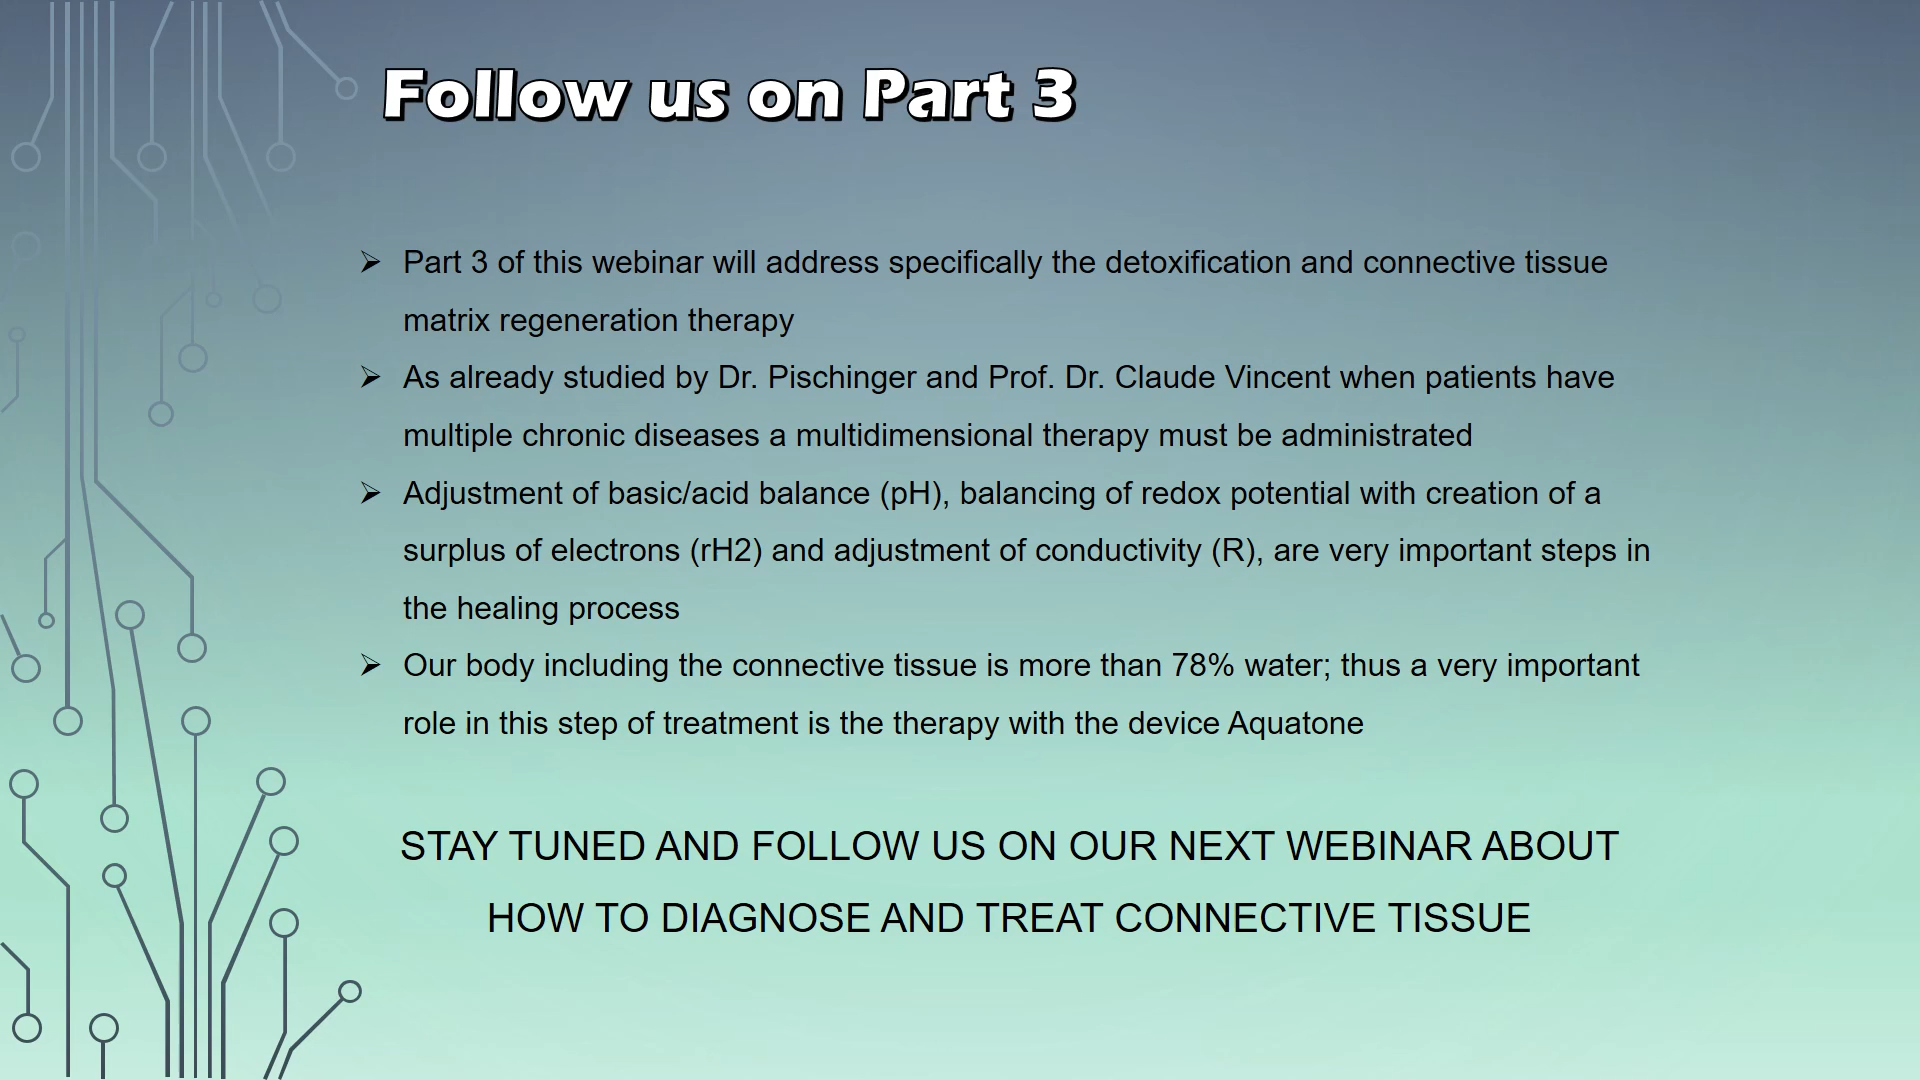 Follow us on Part 3
➢ Part 3 of this webinar will address specifically the detoxification and connective tissue
matrix regeneration therapy
➢ As already studied by Dr. Pischinger and Prof. Dr. Claude Vincent when patients have
multiple chronic diseases a multidimensional therapy must be administrated
➢ Adjustment of basic/acid balance (pH), balancing of redox potential with creation of a
surplus of electrons (rH2) and adjustment of conductivity (R), are very important steps in
the healing process
➢ Our body including the connective tissue is more than 78% water; thus a very important
role in this step of treatment is the therapy with the device Aquatone
STAY TUNED AND FOLLOW US ON OUR NEXT WEBINAR ABOUT
HOW TO DIAGNOSE AND TREAT CONNECTIVE TISSUE